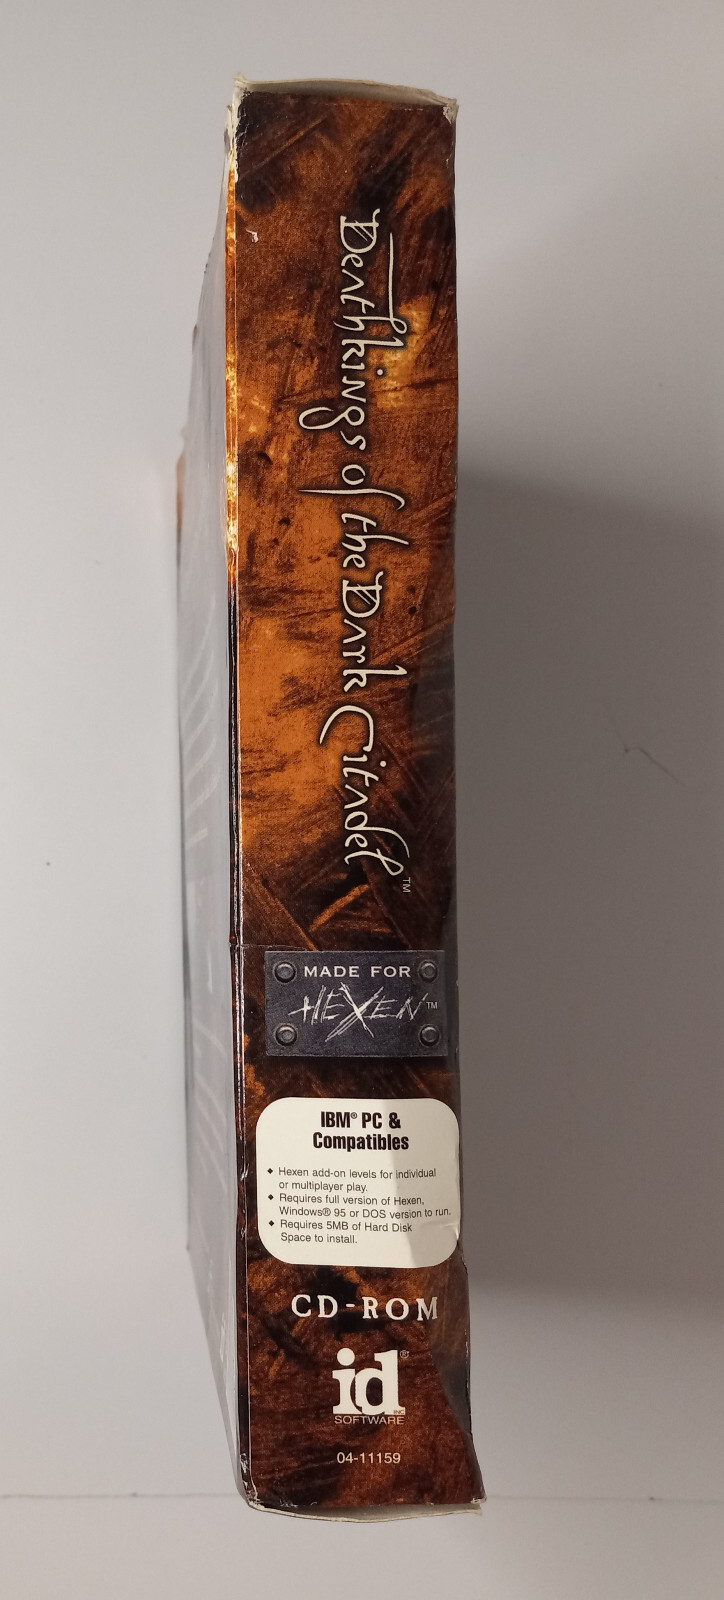 Deathkings of the Dark Citadel™
MADE FOR
HEXEN™
IBM® PC &
Compatibles
◆ Hexen add-on levels for individual
or multiplayer play.
◆ Requires full version of Hexen,
Windows® 95 or DOS version to run.
◆ Requires 5MB of Hard Disk
Space to install.
CD-ROM
id®
INC
SOFTWARE
04-11159